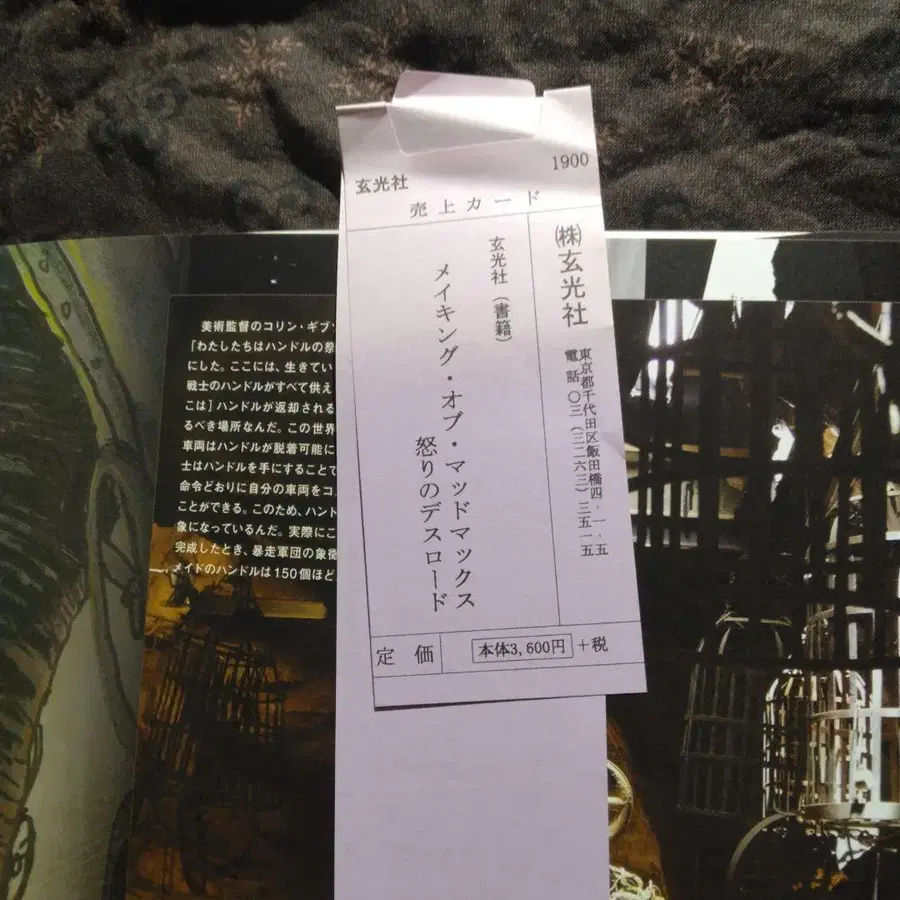 玄光社
1900
売上カード
(株)玄光社
東京都千代田区飯田橋四-一-五
電話〇三(三二六三)三五一五
玄光社(書籍)
メイキング・オブ・マッドマックス
怒りのデスロード
定価
本体3,600円+税
美術監督のコリン・ギブソ
「わたしたちはハンドルの祭
にした。ここには、生きてい
戦士のハンドルがすべて供え
こは]ハンドルが返却される
るべき場所なんだ。この世界
車両はハンドルが脱着可能に
士はハンドルを手にすることで
命令どおりに自分の車両をコ
ことができる。このため、ハント
象になっているんだ。実際にこ
完成したとき、暴走軍団の象徴
メイドのハンドルは150個ほど